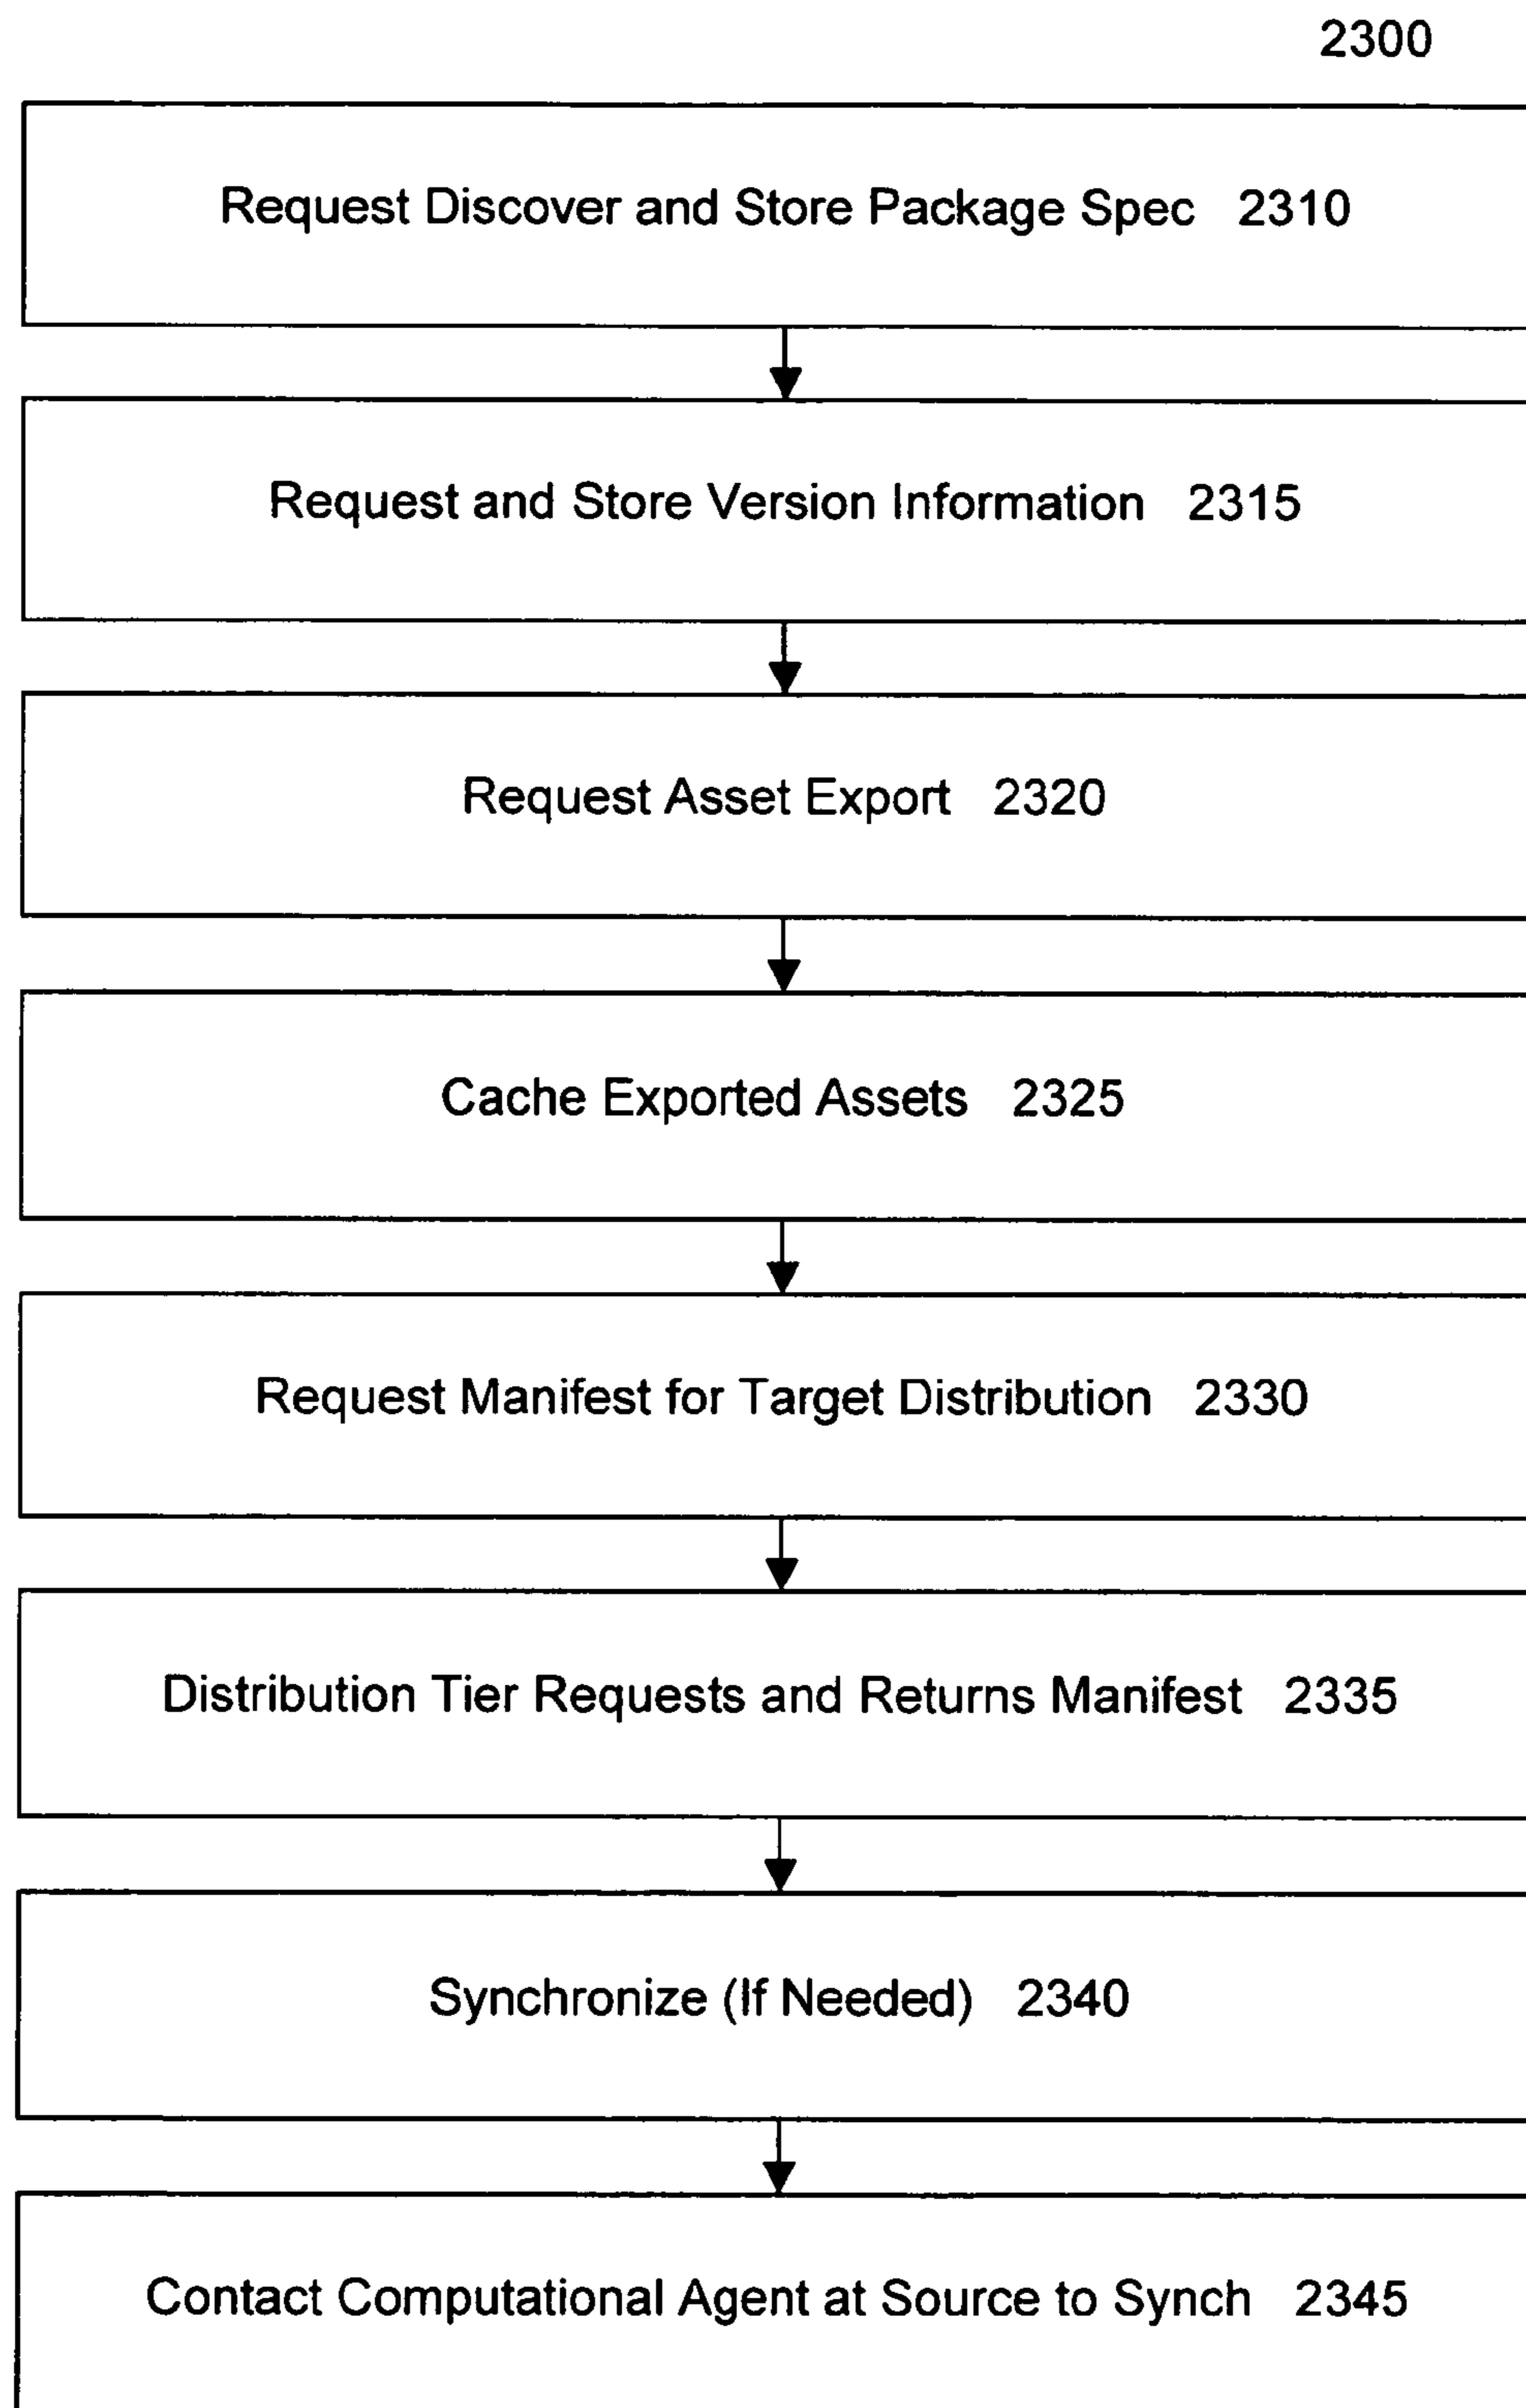 2300
Request Discover and Store Package Spec 2310
Request and Store Version Information 2315
Request Asset Export 2320
Cache Exported Assets 2325
Request Manifest for Target Distribution 2330
Distribution Tier Requests and Returns Manifest 2335
Synchronize (If Needed) 2340
Contact Computational Agent at Source to Synch 2345